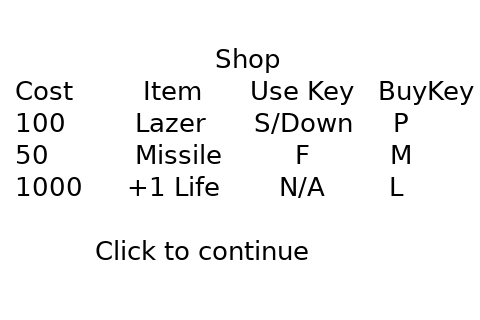 Shop
Cost Item Use Key BuyKey
100 Lazer S/Down P
50 Missile F M
1000 +1 Life N/A L
Click to continue